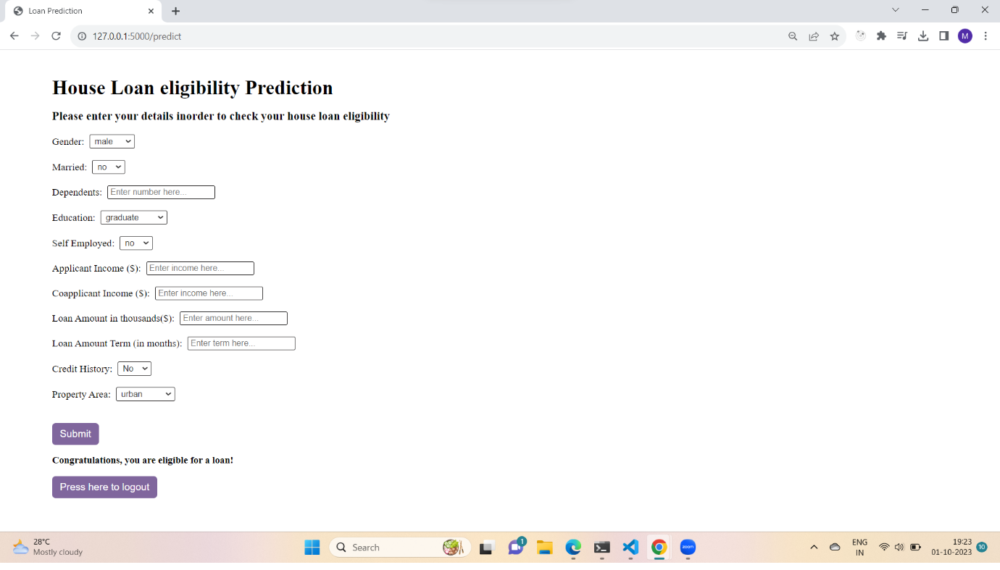 Loan Prediction
127.0.0.1:5000/predict
M
House Loan eligibility Prediction
Please enter your details inorder to check your house loan eligibility
Gender: male
Married: no
Dependents: Enter number here...
Education: graduate
Self Employed: no
Applicant Income ($): Enter income here...
Coapplicant Income ($): Enter income here...
Loan Amount in thousands($): Enter amount here...
Loan Amount Term (in months): Enter term here...
Credit History: No
Property Area: urban
Submit
Congratulations, you are eligible for a loan!
Press here to logout
28°C
Mostly cloudy
Search
1
zoom
ENG
IN
19:23
01-10-2023
10